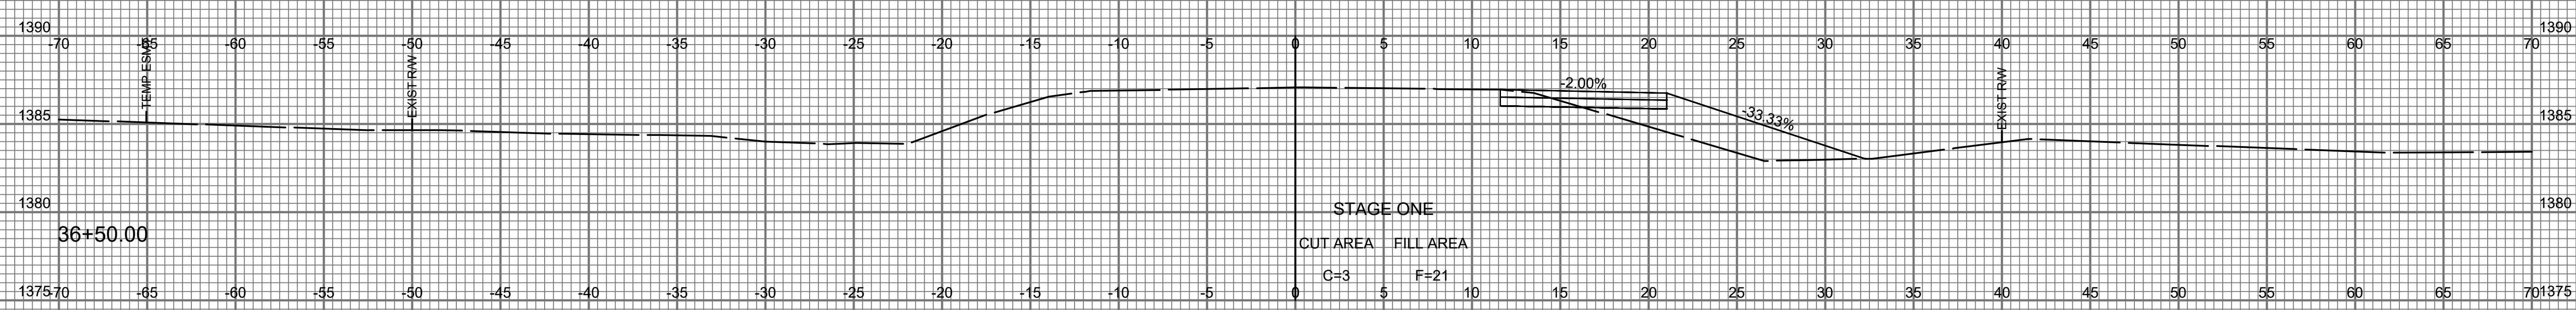 1390 1390
-70 -65 -60 -55 -50 -45 -40 -35 -30 -25 -20 -15 -10 -5 0 5 10 15 20 25 30 35 40 45 50 55 60 65 70
TEMP ESMT
EXIST R/W
EXIST R/W
-2.00%
-33.33%
1385 1385
1380 1380
STAGE ONE
36+50.00
CUT AREA FILL AREA
C=3 F=21
1375 -70 -65 -60 -55 -50 -45 -40 -35 -30 -25 -20 -15 -10 -5 0 5 10 15 20 25 30 35 40 45 50 55 60 65 70 1375